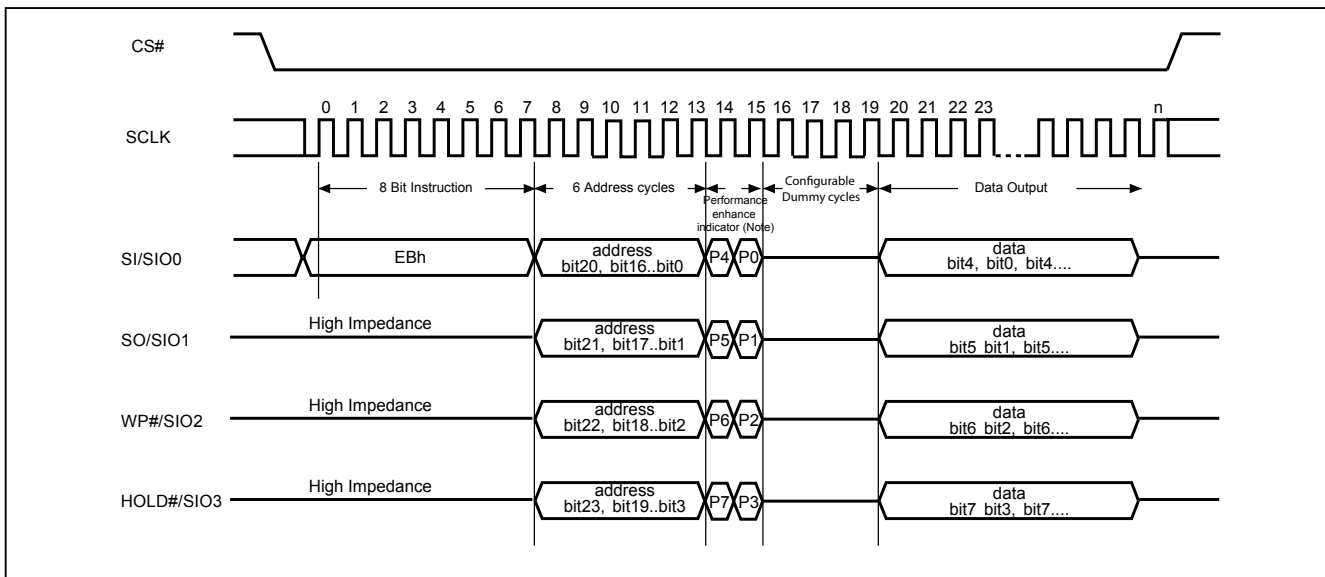 CS#
0 1 2 3 4 5 6 7 8 9 10 11 12 13 14 15 16 17 18 19 20 21 22 23 n
SCLK
8 Bit Instruction
6 Address cycles
Performance
enhance
indicator (Note)
Configurable
Dummy cycles
Data Output
SI/SIO0
EBh
address
bit20, bit16..bit0
P4 P0
data
bit4, bit0, bit4....
SO/SIO1
High Impedance
address
bit21, bit17..bit1
P5 P1
data
bit5 bit1, bit5....
WP#/SIO2
High Impedance
address
bit22, bit18..bit2
P6 P2
data
bit6 bit2, bit6....
HOLD#/SIO3
High Impedance
address
bit23, bit19..bit3
P7 P3
data
bit7 bit3, bit7....